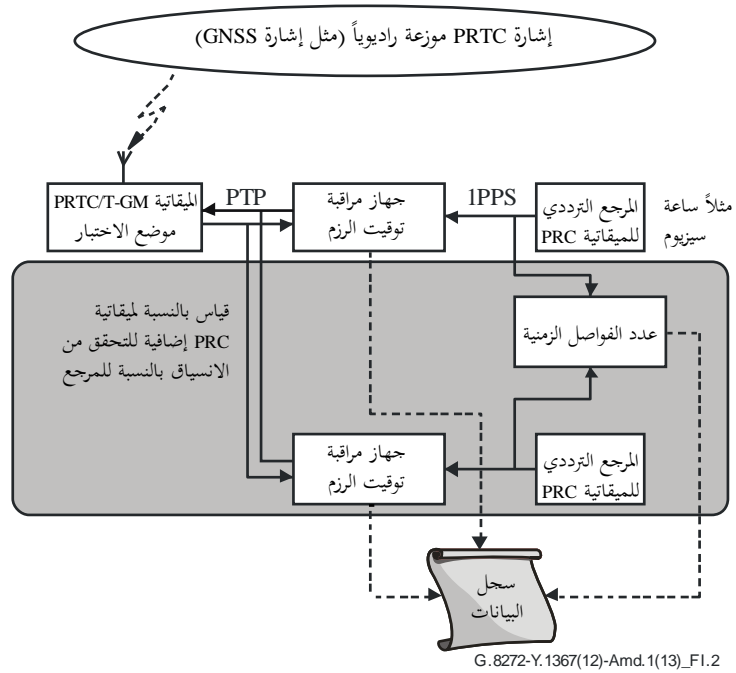 إشارة PRTC موزعة راديوياً (مثل إشارة GNSS)
الميقاتية PRTC/T-GM
موضع الاختبار
PTP
جهاز مراقبة
توقيت الرزم
1PPS
المرجع الترددي
للميقاتية PRC
مثلاً ساعة
سيزيوم
قياس بالنسبة لميقاتية
PRC إضافية للتحقق من
الانسياق بالنسبة للمرجع
عدد الفواصل الزمنية
جهاز مراقبة
توقيت الرزم
المرجع الترددي
للميقاتية PRC
سجل
البيانات
G.8272-Y.1367(12)-Amd.1(13)_FI.2